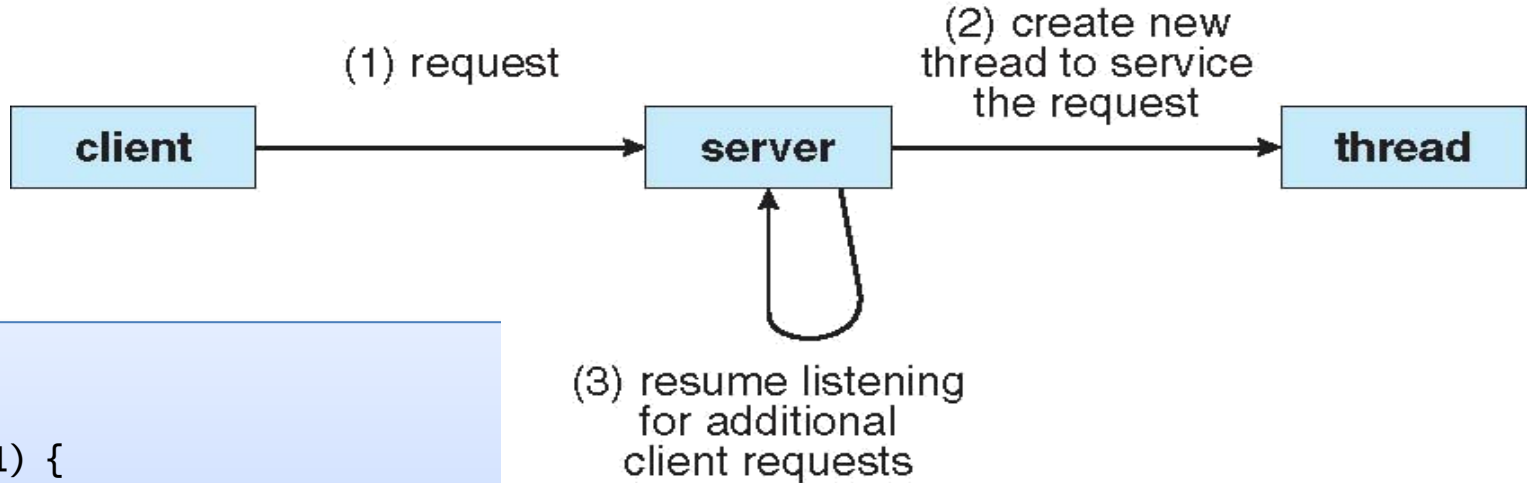 (1) request
(2) create new
thread to service
the request
client
server
thread
(3) resume listening
for additional
client requests
) {